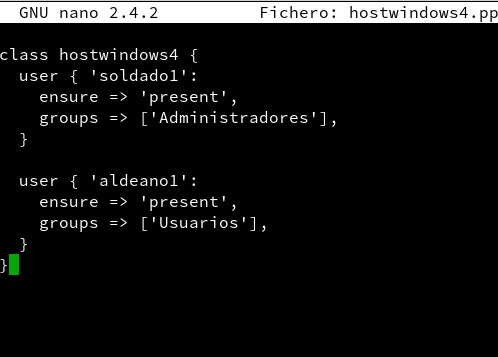 GNU nano 2.4.2 Fichero: hostwindows4.pp
class hostwindows4 {
  user { 'soldado1':
    ensure => 'present',
    groups => ['Administradores'],
  }
  user { 'aldeano1':
    ensure => 'present',
    groups => ['Usuarios'],
  }
}